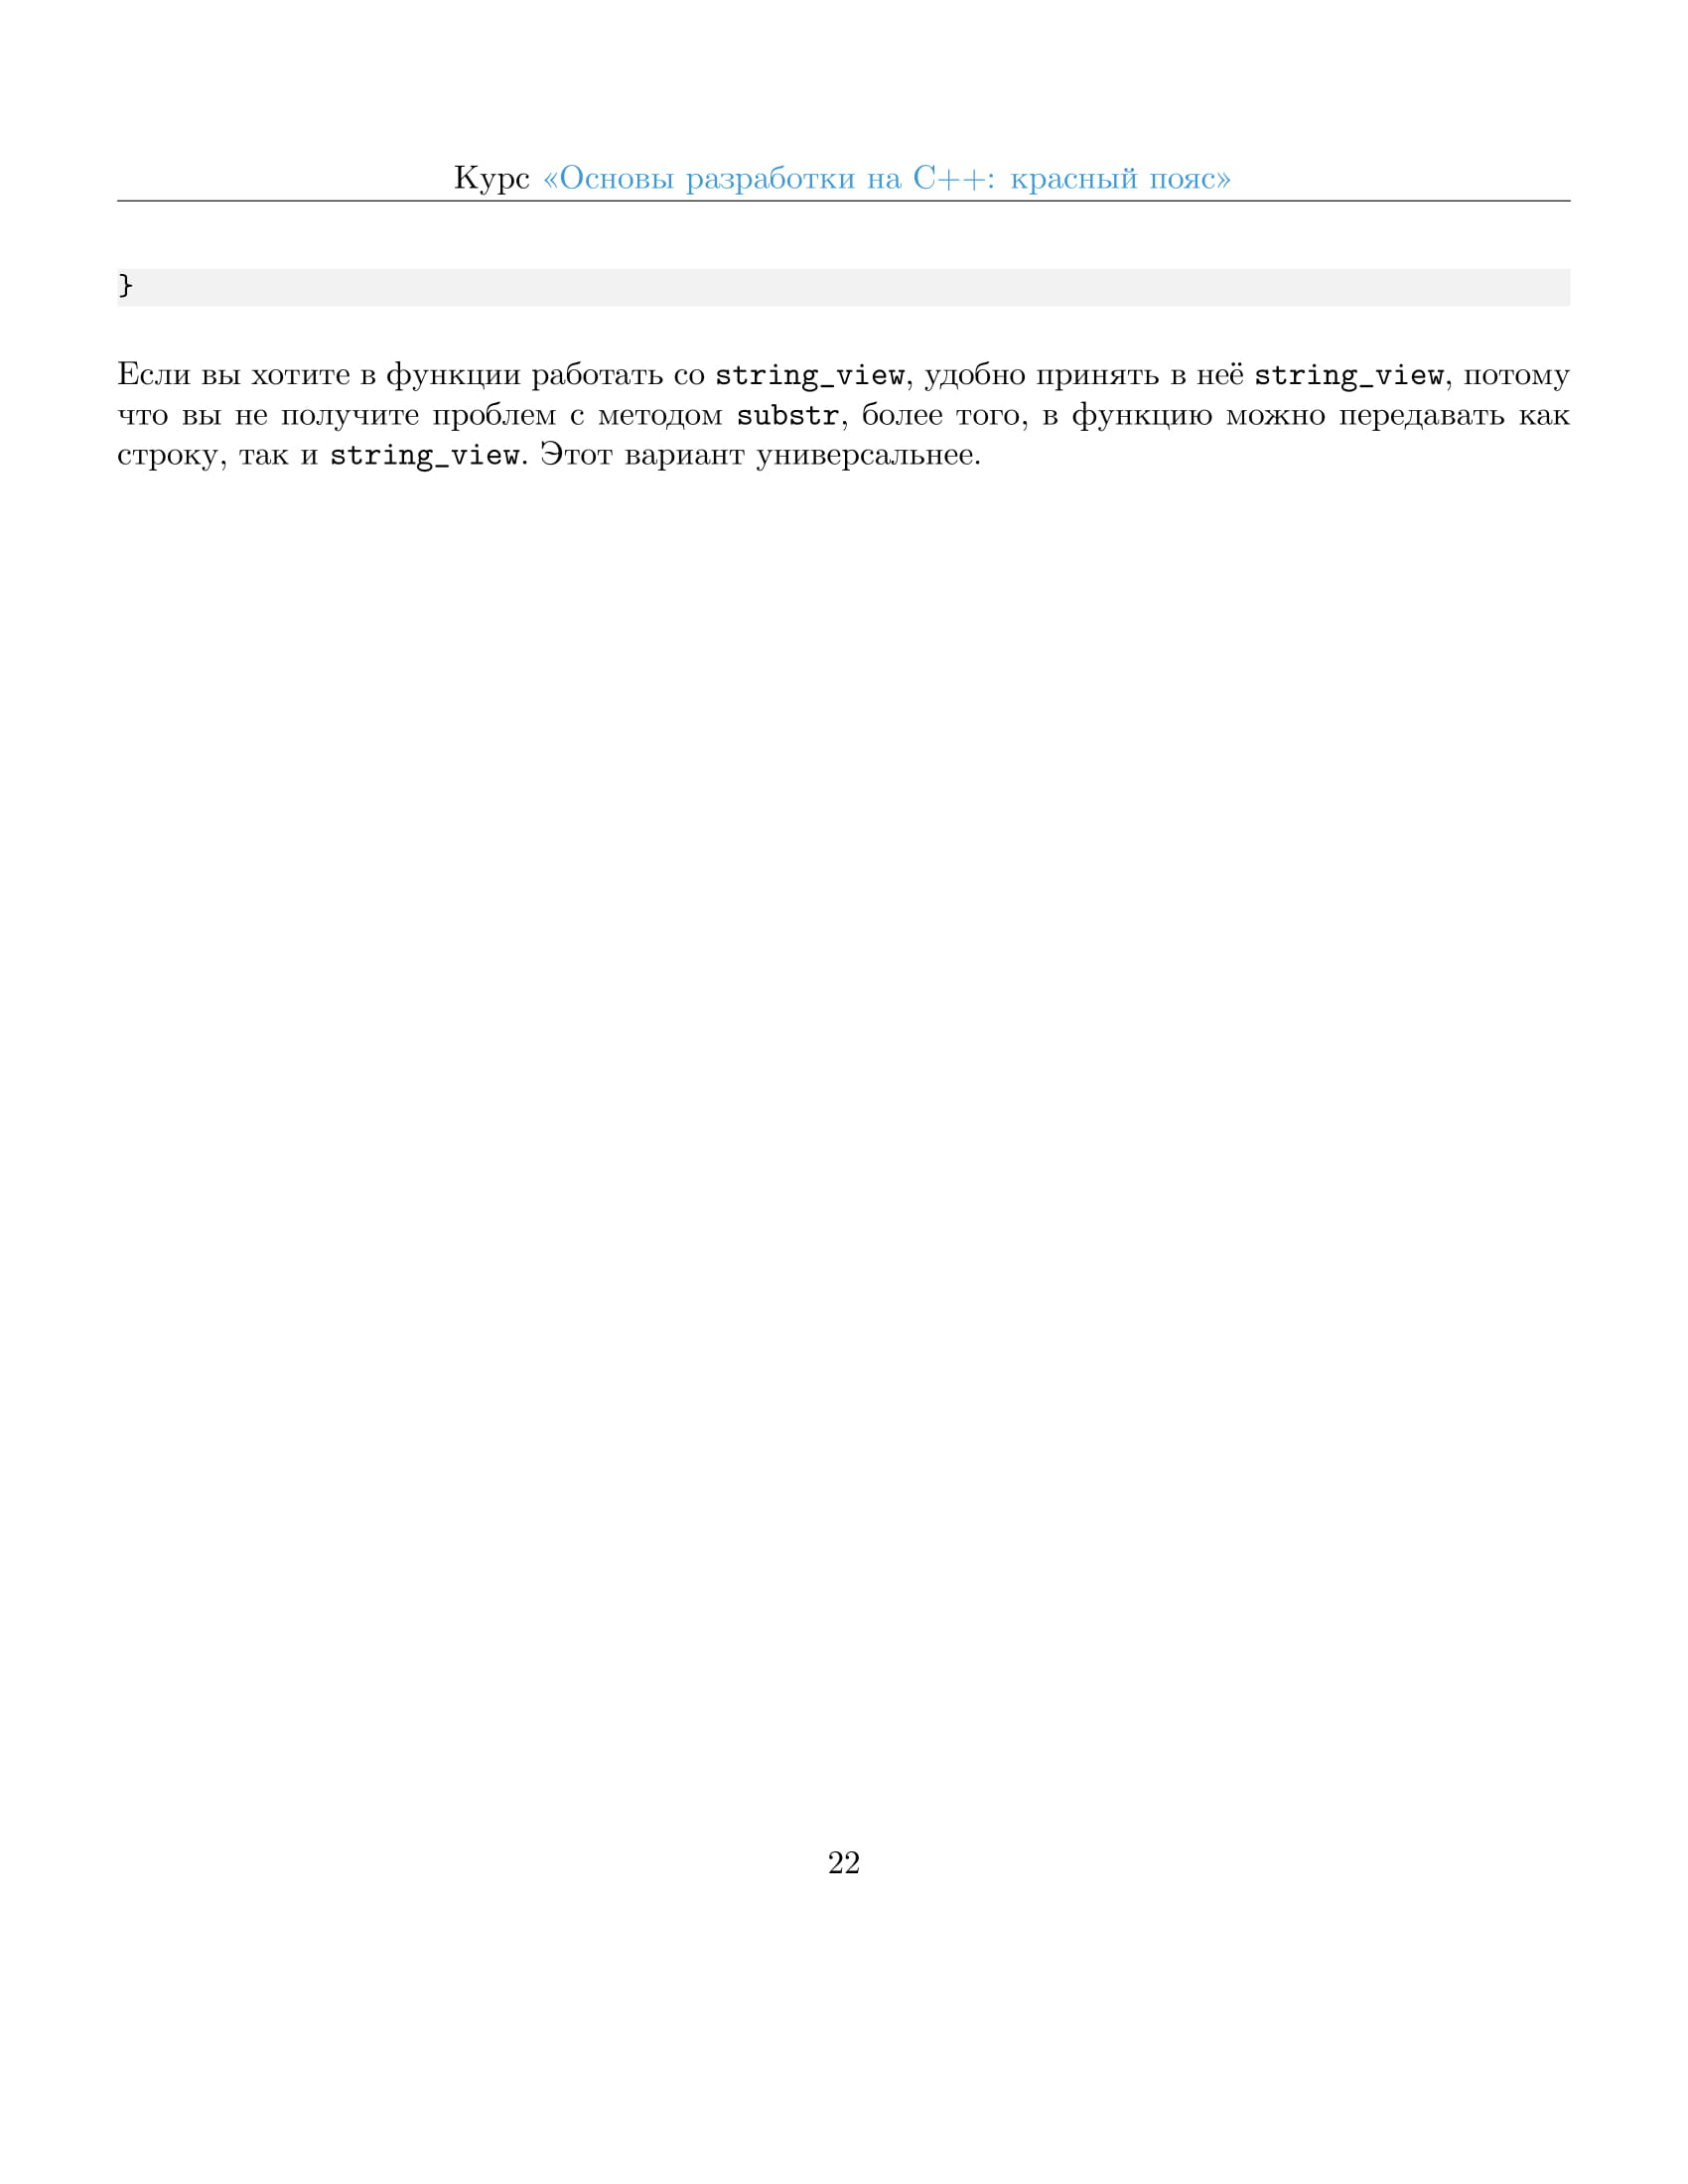 Курс «Основы разработки на C++: красный пояс»
}
Если вы хотите в функции работать со string_view, удобно принять в неё string_view, потому
что вы не получите проблем с методом substr, более того, в функцию можно передавать как
строку, так и string_view. Этот вариант универсальнее.
22